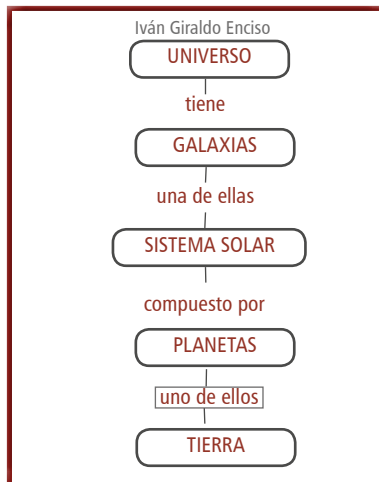 Iván Giraldo Enciso
UNIVERSO
tiene
GALAXIAS
una de ellas
SISTEMA SOLAR
compuesto por
PLANETAS
uno de ellos
TIERRA